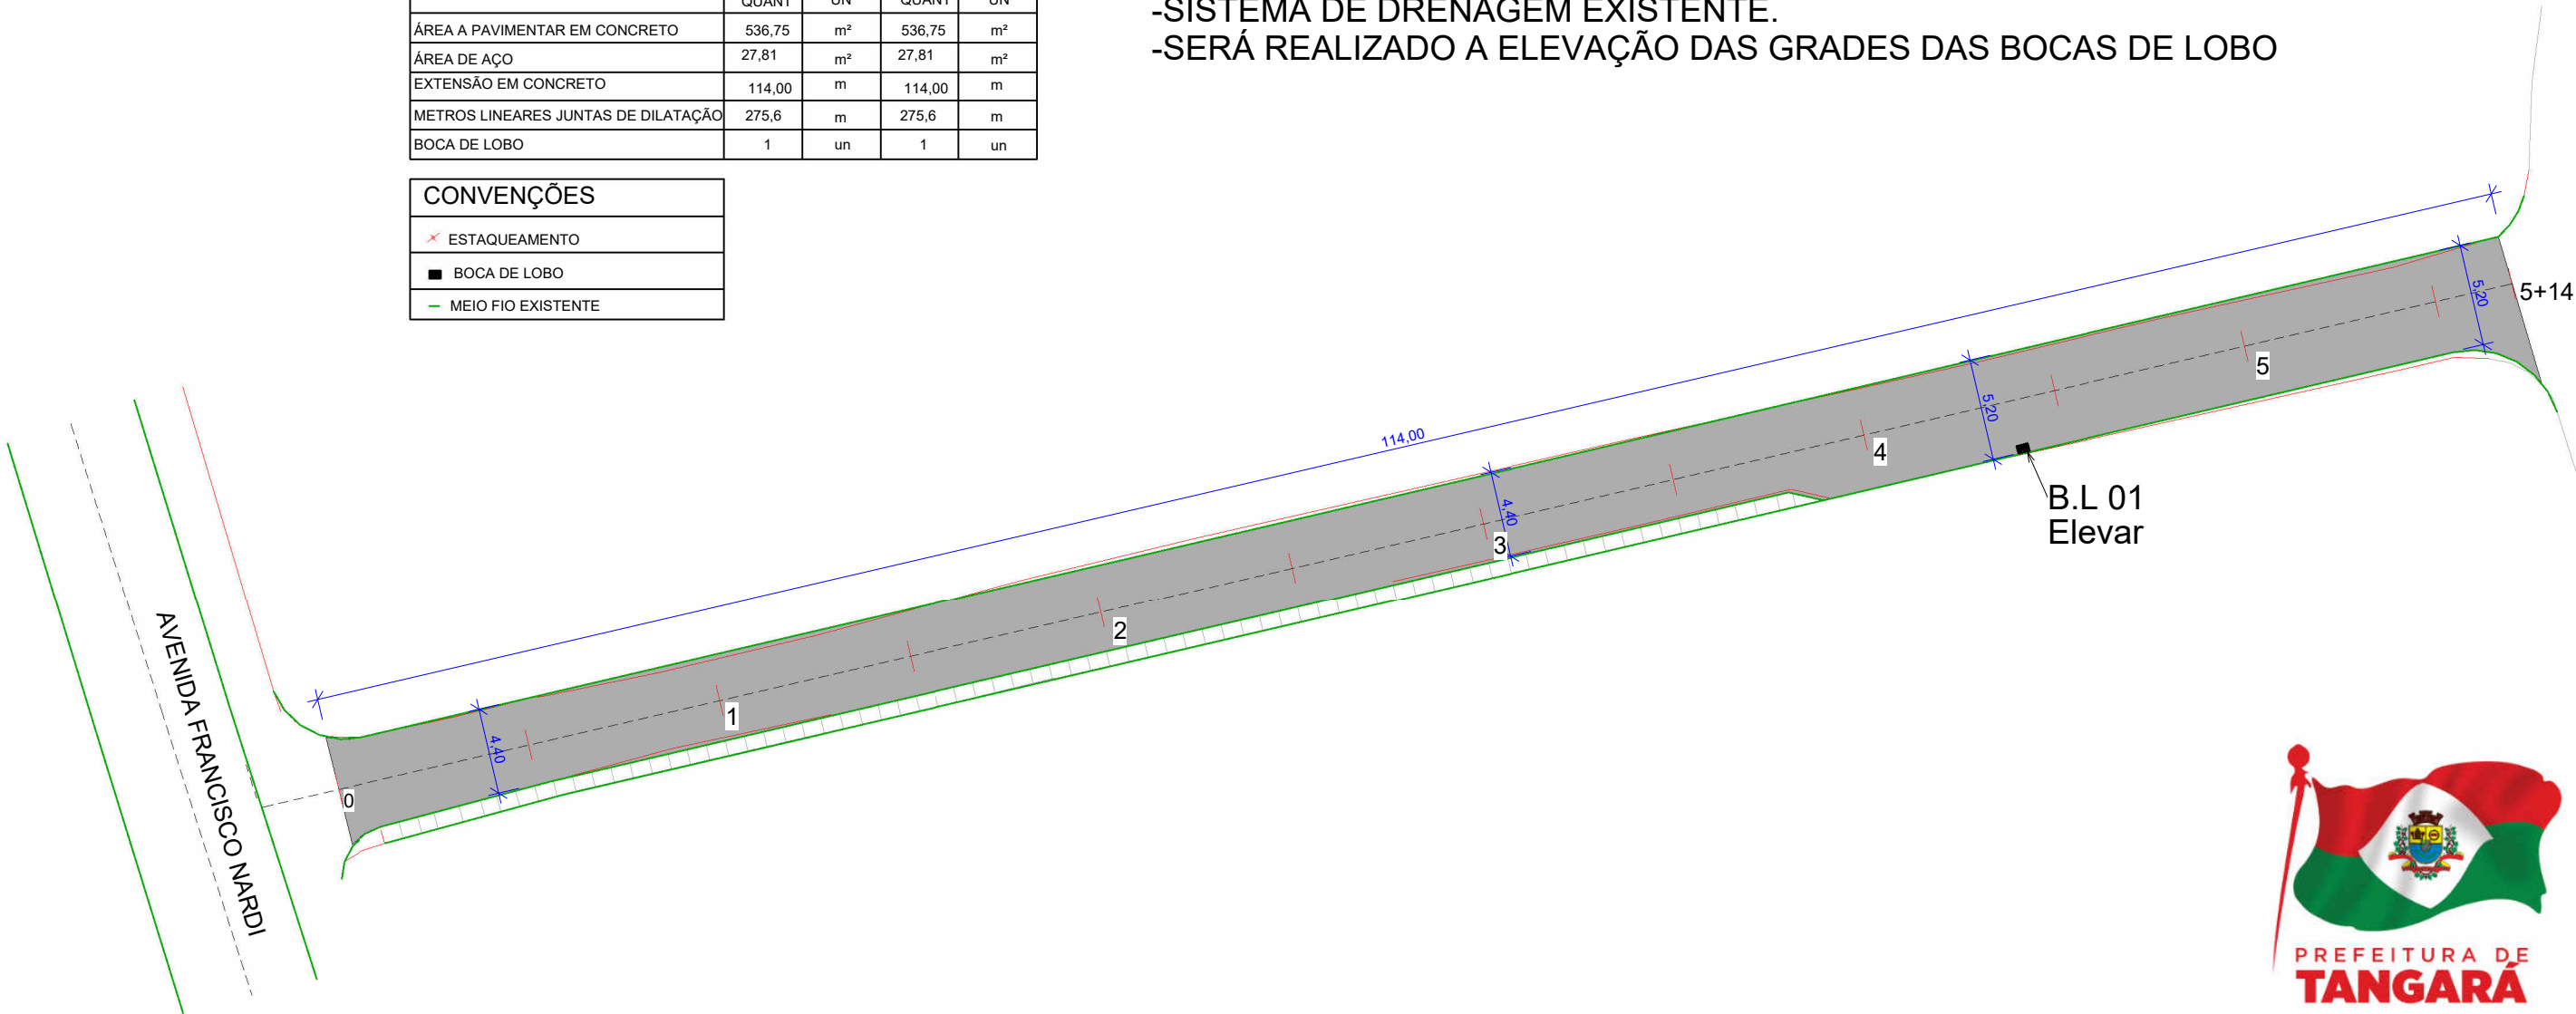 QUANT UN QUANT UN
ÁREA A PAVIMENTAR EM CONCRETO 536,75 m² 536,75 m²
ÁREA DE AÇO 27,81 m² 27,81 m²
EXTENSÃO EM CONCRETO 114,00 m 114,00 m
METROS LINEARES JUNTAS DE DILATAÇÃO 275,6 m 275,6 m
BOCA DE LOBO 1 un 1 un
-SISTEMA DE DRENAGEM EXISTENTE.
-SERÁ REALIZADO A ELEVAÇÃO DAS GRADES DAS BOCAS DE LOBO
CONVENÇÕES
ESTAQUEAMENTO
BOCA DE LOBO
MEIO FIO EXISTENTE
114,00
5,20
5+14
5
5,20
4
4,40
3
B.L 01
Elevar
2
1
4,40
0
AVENIDA FRANCISCO NARDI
PREFEITURA DE
TANGARÁ